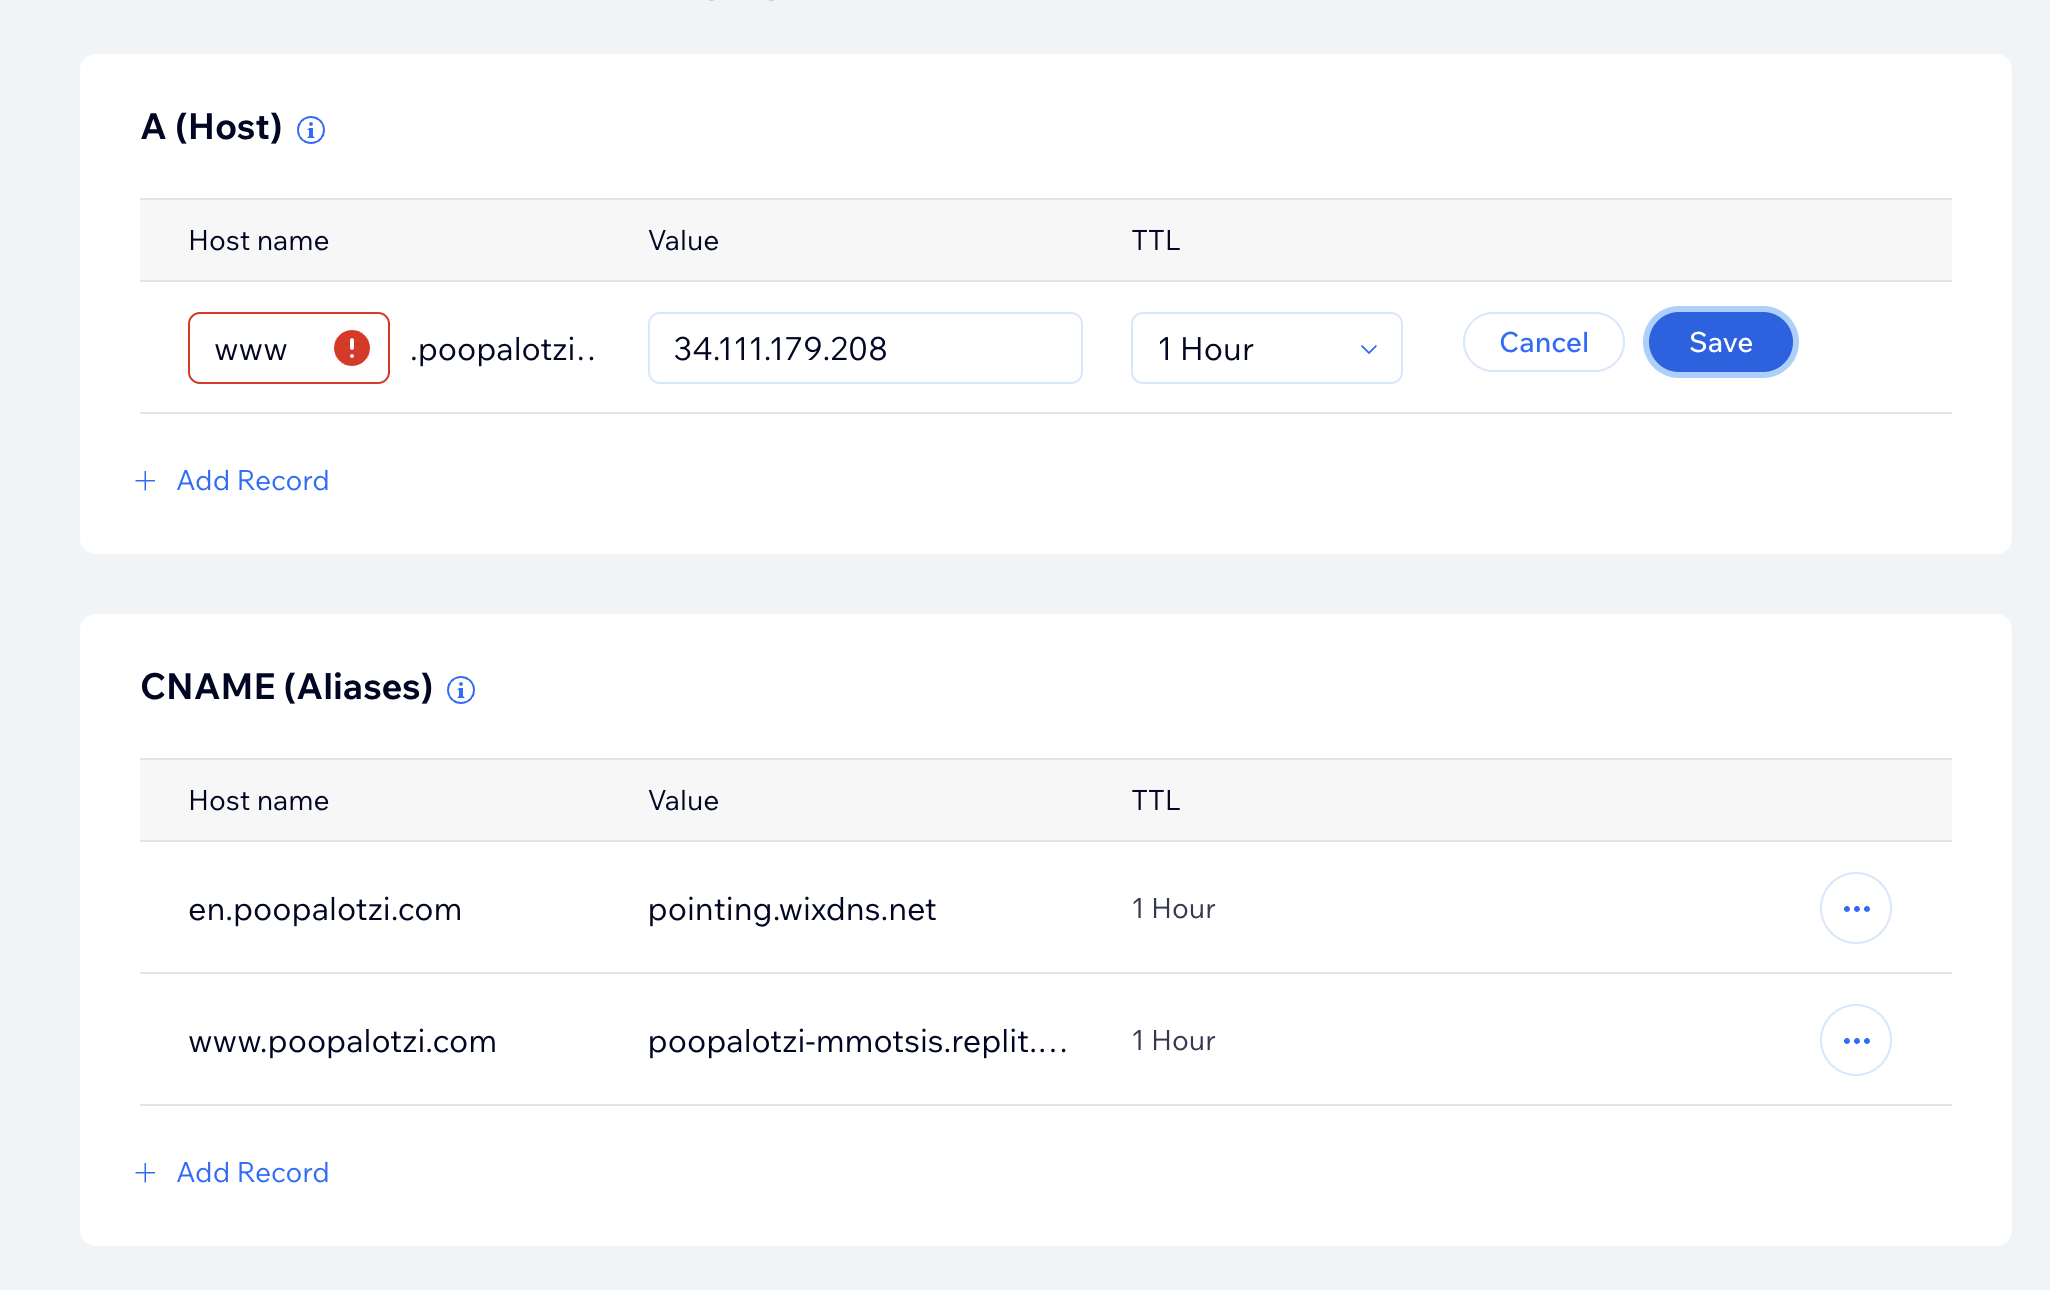 A (Host)
Host name Value TTL
www .poopalotzi.. 34.111.179.208 1 Hour Cancel Save
+ Add Record
CNAME (Aliases)
Host name Value TTL
en.poopalotzi.com pointing.wixdns.net 1 Hour
www.poopalotzi.com poopalotzi-mmotsis.replit.... 1 Hour
+ Add Record